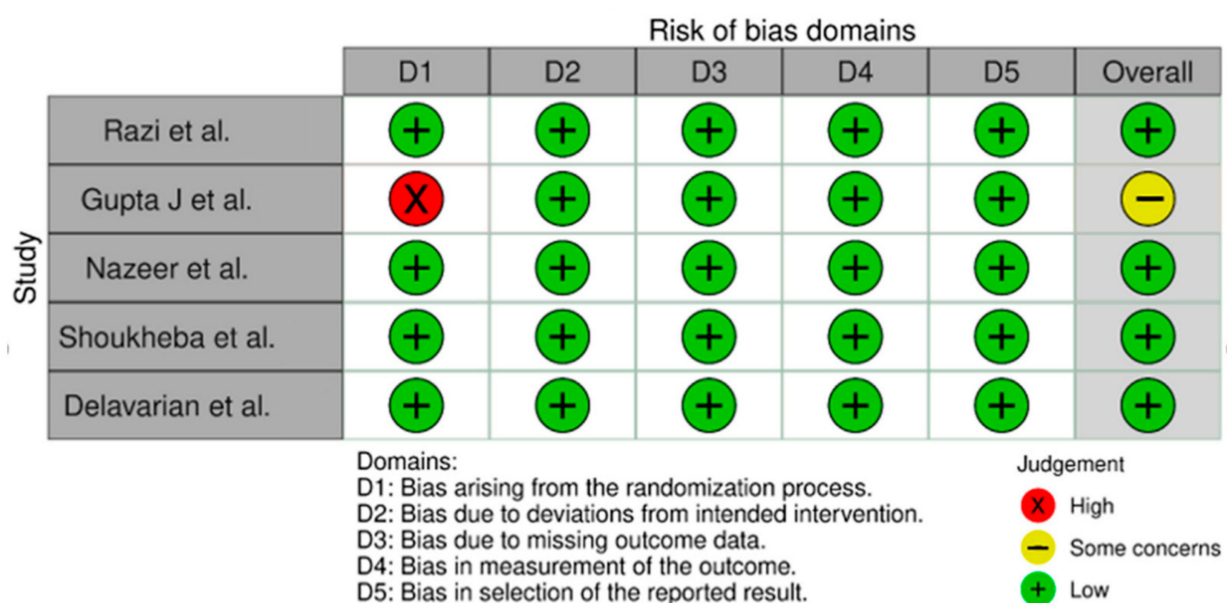 Risk of bias domains
D1 D2 D3 D4 D5 Overall
Study
Razi et al. + + + + + +
Gupta J et al. X + + + + −
Nazeer et al. + + + + + +
Shoukheba et al. + + + + + +
Delavarian et al. + + + + + +
Domains:
D1: Bias arising from the randomization process.
D2: Bias due to deviations from intended intervention.
D3: Bias due to missing outcome data.
D4: Bias in measurement of the outcome.
D5: Bias in selection of the reported result.
Judgement
X High
− Some concerns
+ Low